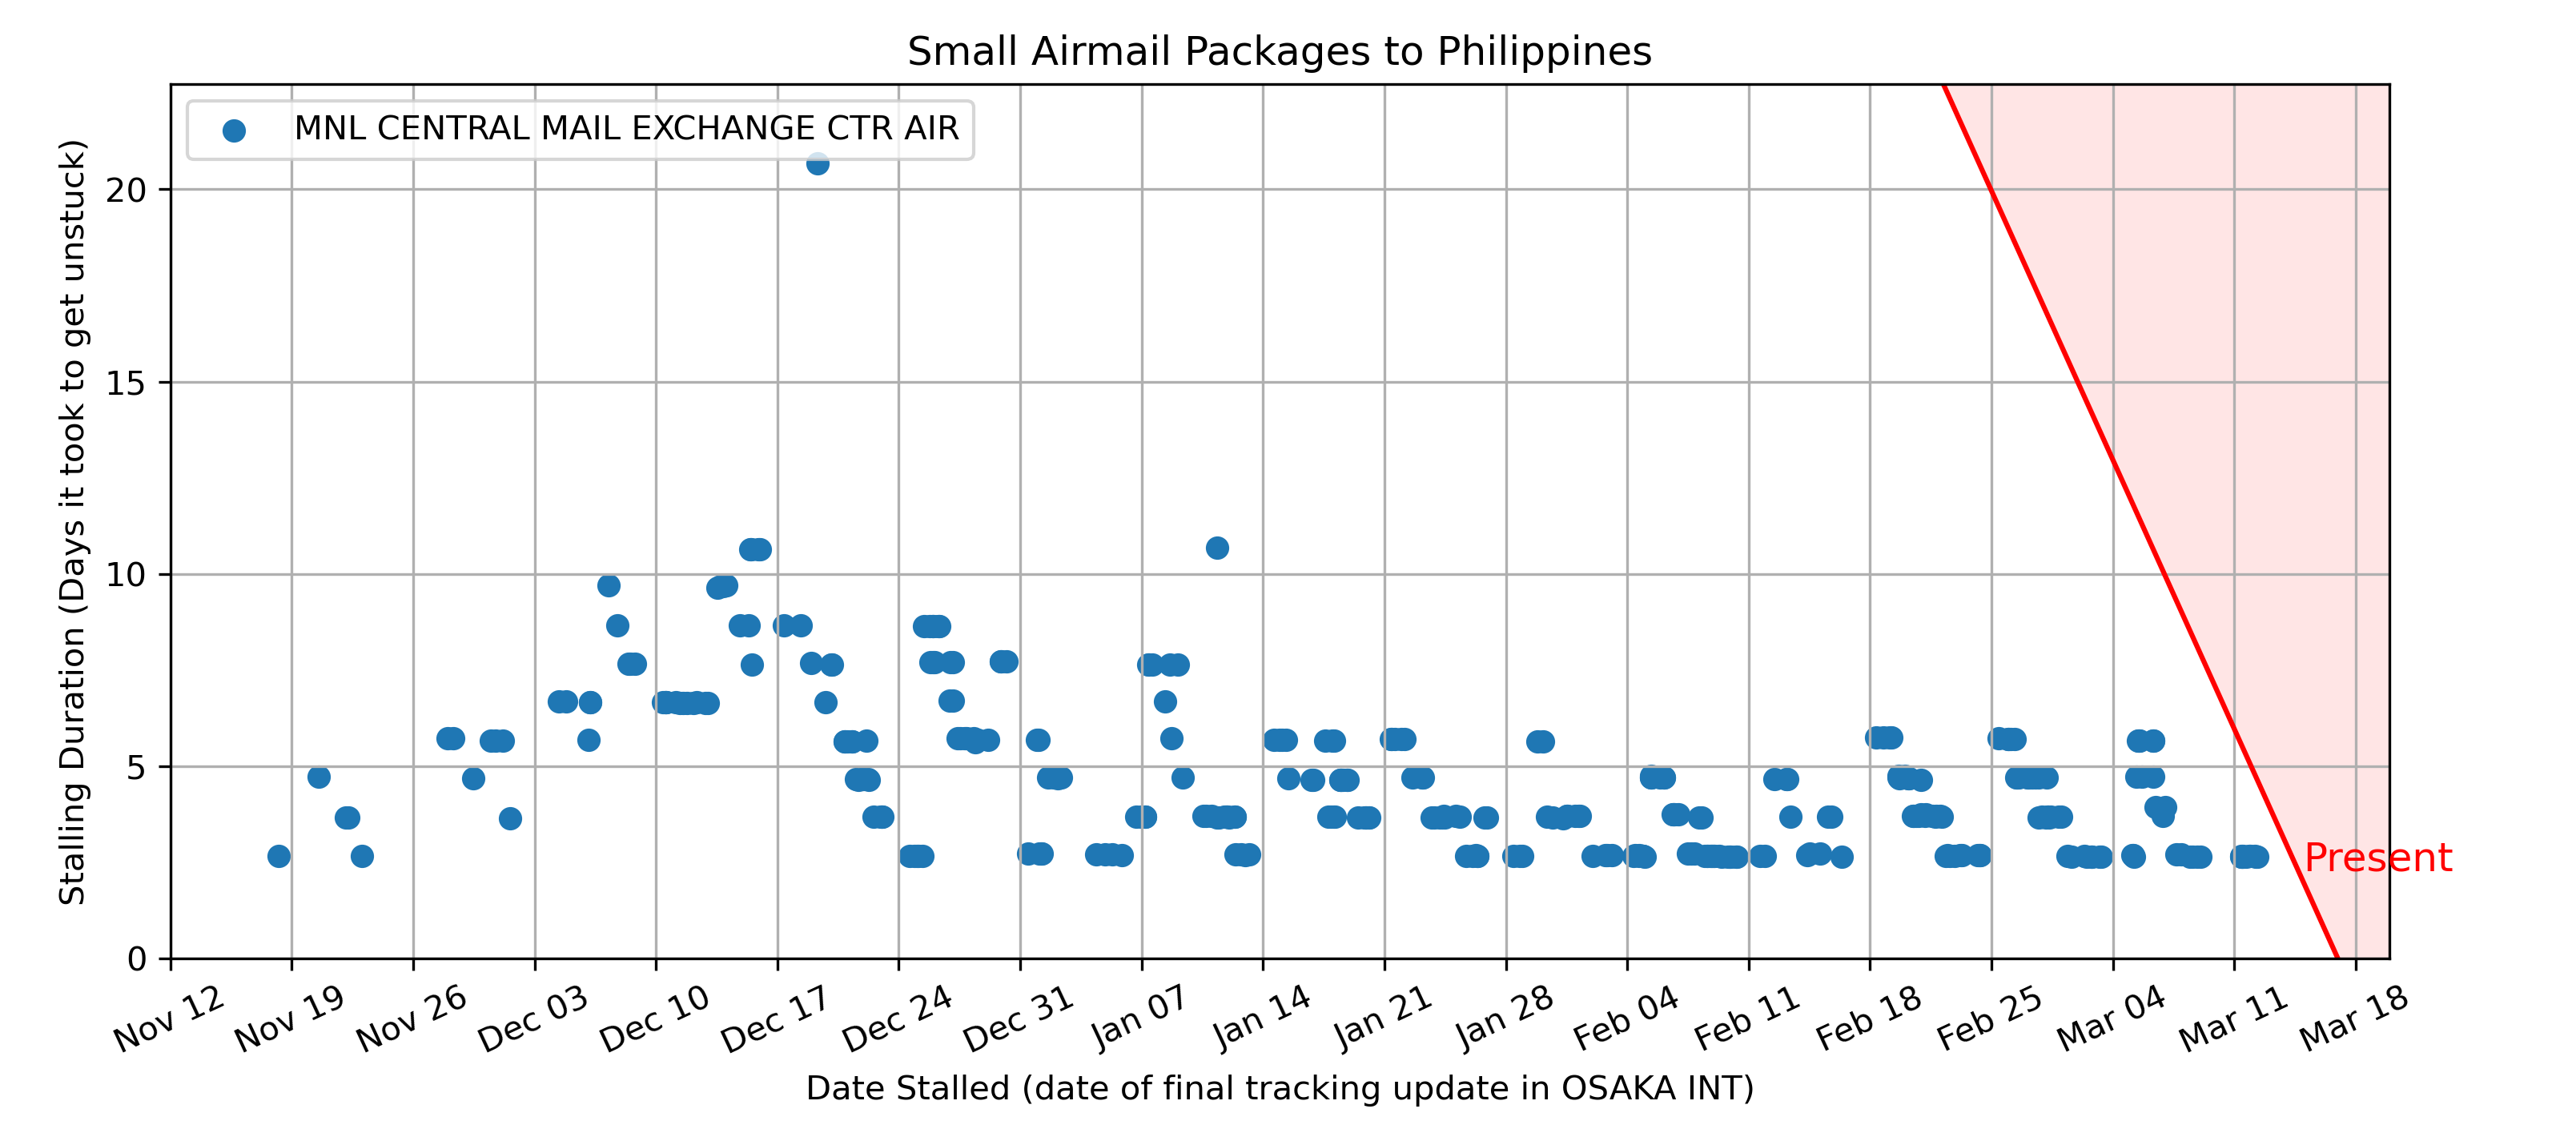 Small Airmail Packages to Philippines
MNL CENTRAL MAIL EXCHANGE CTR AIR
Stalling Duration (Days it took to get unstuck)
20
15
10
5
0
Present
Nov 12 Nov 19 Nov 26 Dec 03 Dec 10 Dec 17 Dec 24 Dec 31 Jan 07 Jan 14 Jan 21 Jan 28 Feb 04 Feb 11 Feb 18 Feb 25 Mar 04 Mar 11 Mar 18
Date Stalled (date of final tracking update in OSAKA INT)